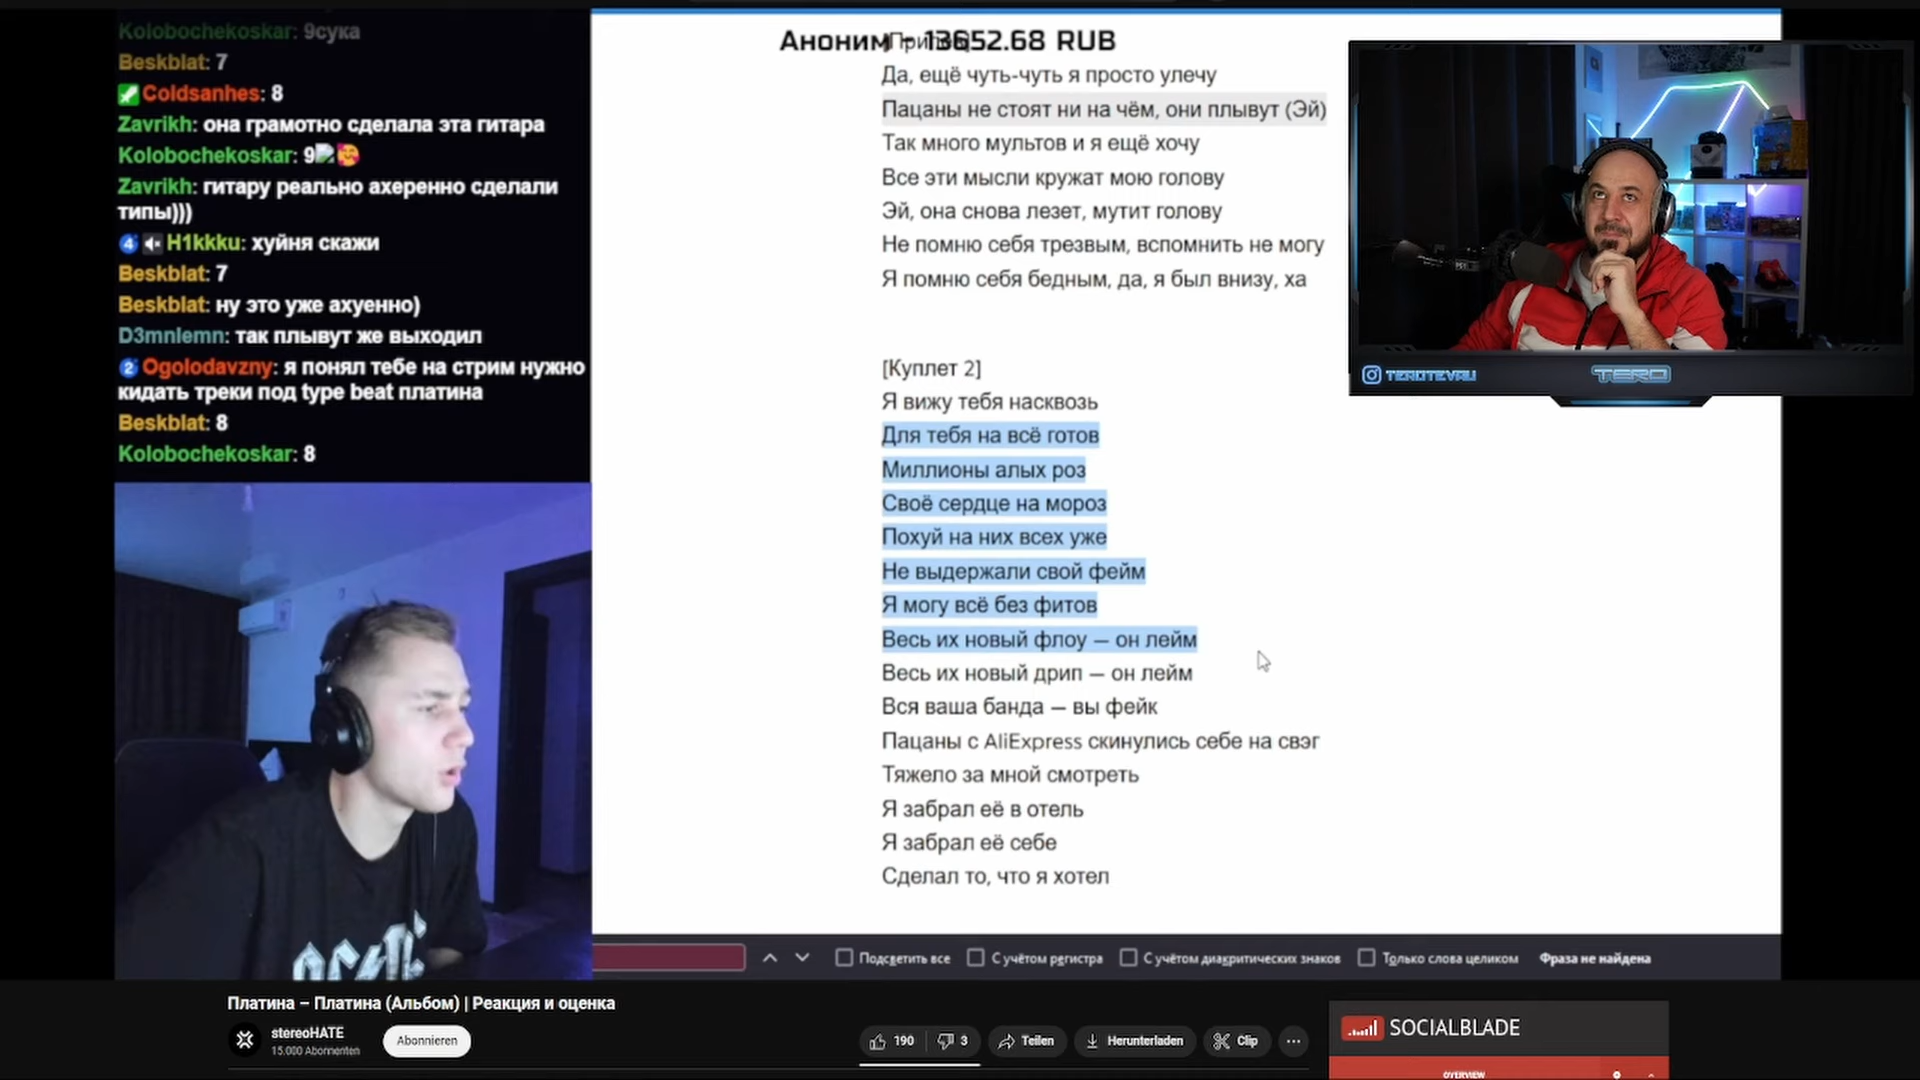 Kolobochekoskar: 9сука
Beskblat: 7
Coldsanhes: 8
Zavrikh: она грамотно сделала эта гитара
Kolobochekoskar: 9
Zavrikh: гитару реально ахеренно сделали
типы)))
4 H1kkku: хуйня скажи
Beskblat: 7
Beskblat: ну это уже ахуенно)
D3mnlemn: так плывут же выходил
2 Ogolodavzny: я понял тебе на стрим нужно
кидать треки под type beat платина
Beskblat: 8
Kolobochekoskar: 8
Аноним - 13652.68 RUB
Да, ещё чуть-чуть я просто улечу
Пацаны не стоят ни на чём, они плывут (Эй)
Так много мультов и я ещё хочу
Все эти мысли кружат мою голову
Эй, она снова лезет, мутит голову
Не помню себя трезвым, вспомнить не могу
Я помню себя бедным, да, я был внизу, ха
[Куплет 2]
Я вижу тебя насквозь
Для тебя на всё готов
Миллионы алых роз
Своё сердце на мороз
Похуй на них всех уже
Не выдержали свой фейм
Я могу всё без фитов
Весь их новый флоу — он лейм
Весь их новый дрип — он лейм
Вся ваша банда — вы фейк
Пацаны с AliExpress скинулись себе на свэг
Тяжело за мной смотреть
Я забрал её в отель
Я забрал её себе
Сделал то, что я хотел
TEROTEVAU
TERO
Подсветить все
С учётом регистра
С учётом диакритических знаков
Только слова целиком
Фраза не найдена
Платина – Платина (Альбом) | Реакция и оценка
stereoHATE
15.000 Abonnenten
Abonnieren
190
3
Teilen
Herunterladen
Clip
SOCIALBLADE
OVERVIEW